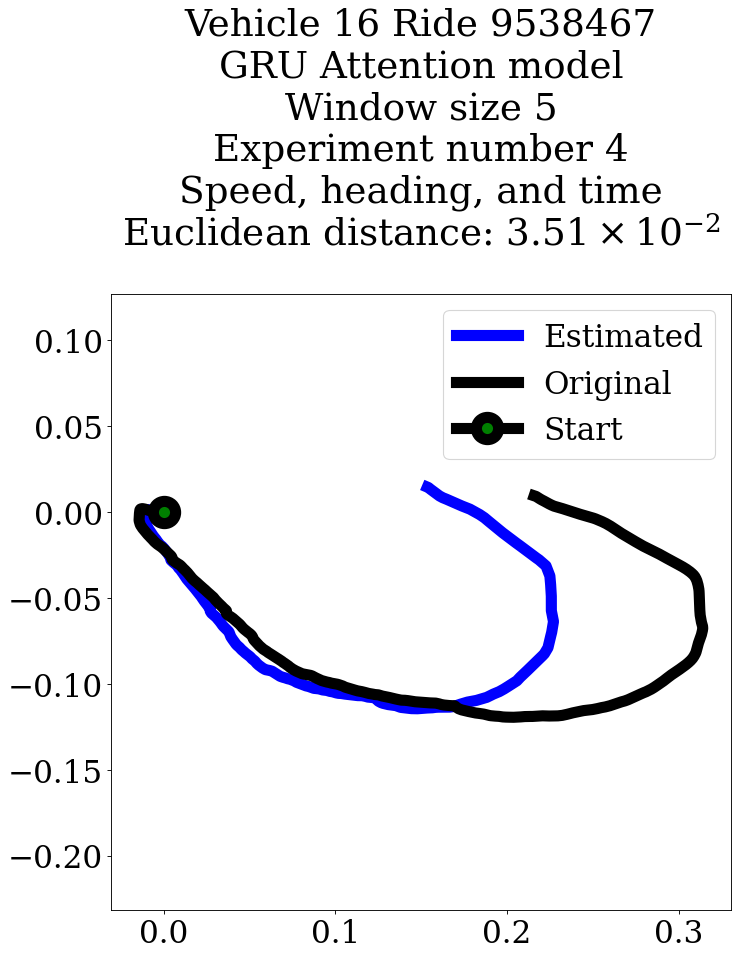 Vehicle 16 Ride 9538467
GRU Attention model
Window size 5
Experiment number 4
Speed, heading, and time
Euclidean distance: 3.51 × 10⁻²
Estimated
Original
Start
0.10
0.05
0.00
−0.05
−0.10
−0.15
−0.20
0.0 0.1 0.2 0.3